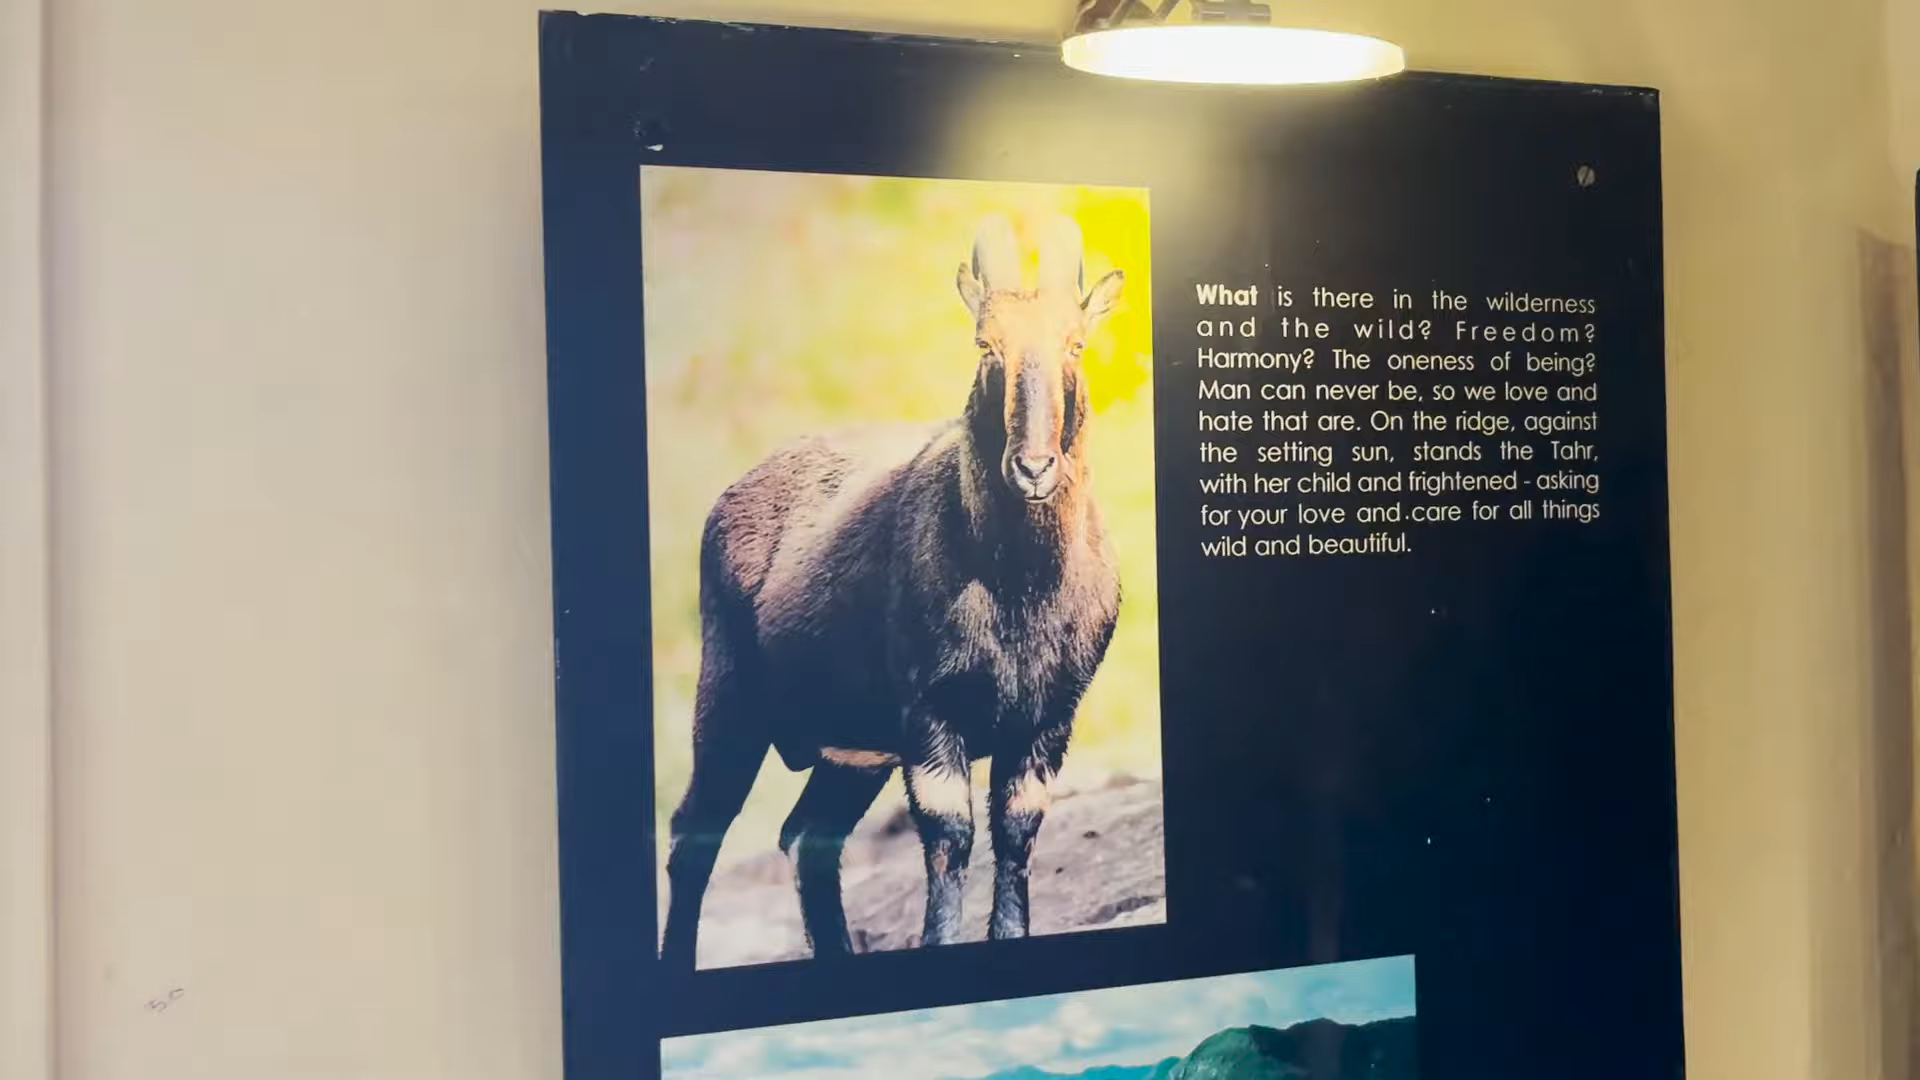 What is there in the wilderness
and the wild? Freedom?
Harmony? The oneness of being?
Man can never be, so we love and
hate that are. On the ridge, against
the setting sun, stands the Tahr,
with her child and frightened - asking
for your love and care for all things
wild and beautiful.